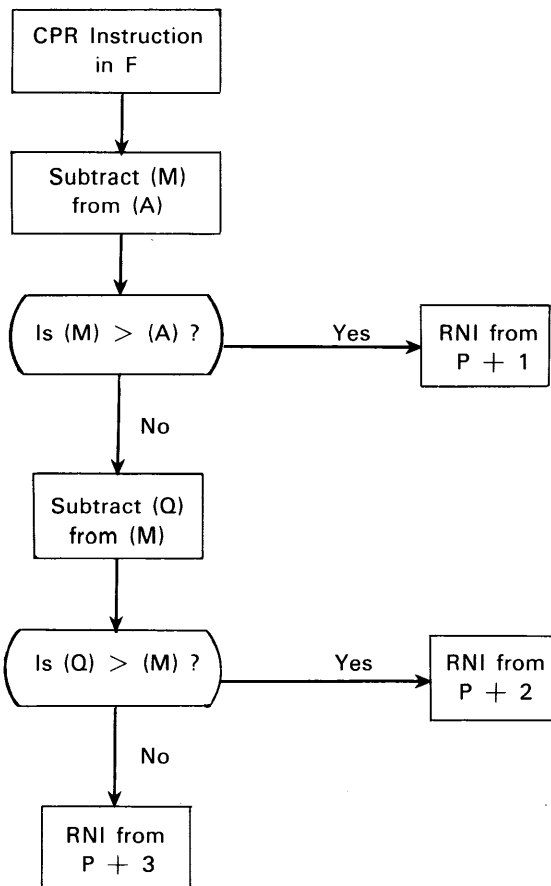 CPR Instruction
in F
Subtract (M)
from (A)
Is (M) > (A) ?
Yes
RNI from
P + 1
No
Subtract (Q)
from (M)
Is (Q) > (M) ?
Yes
RNI from
P + 2
No
RNI from
P + 3